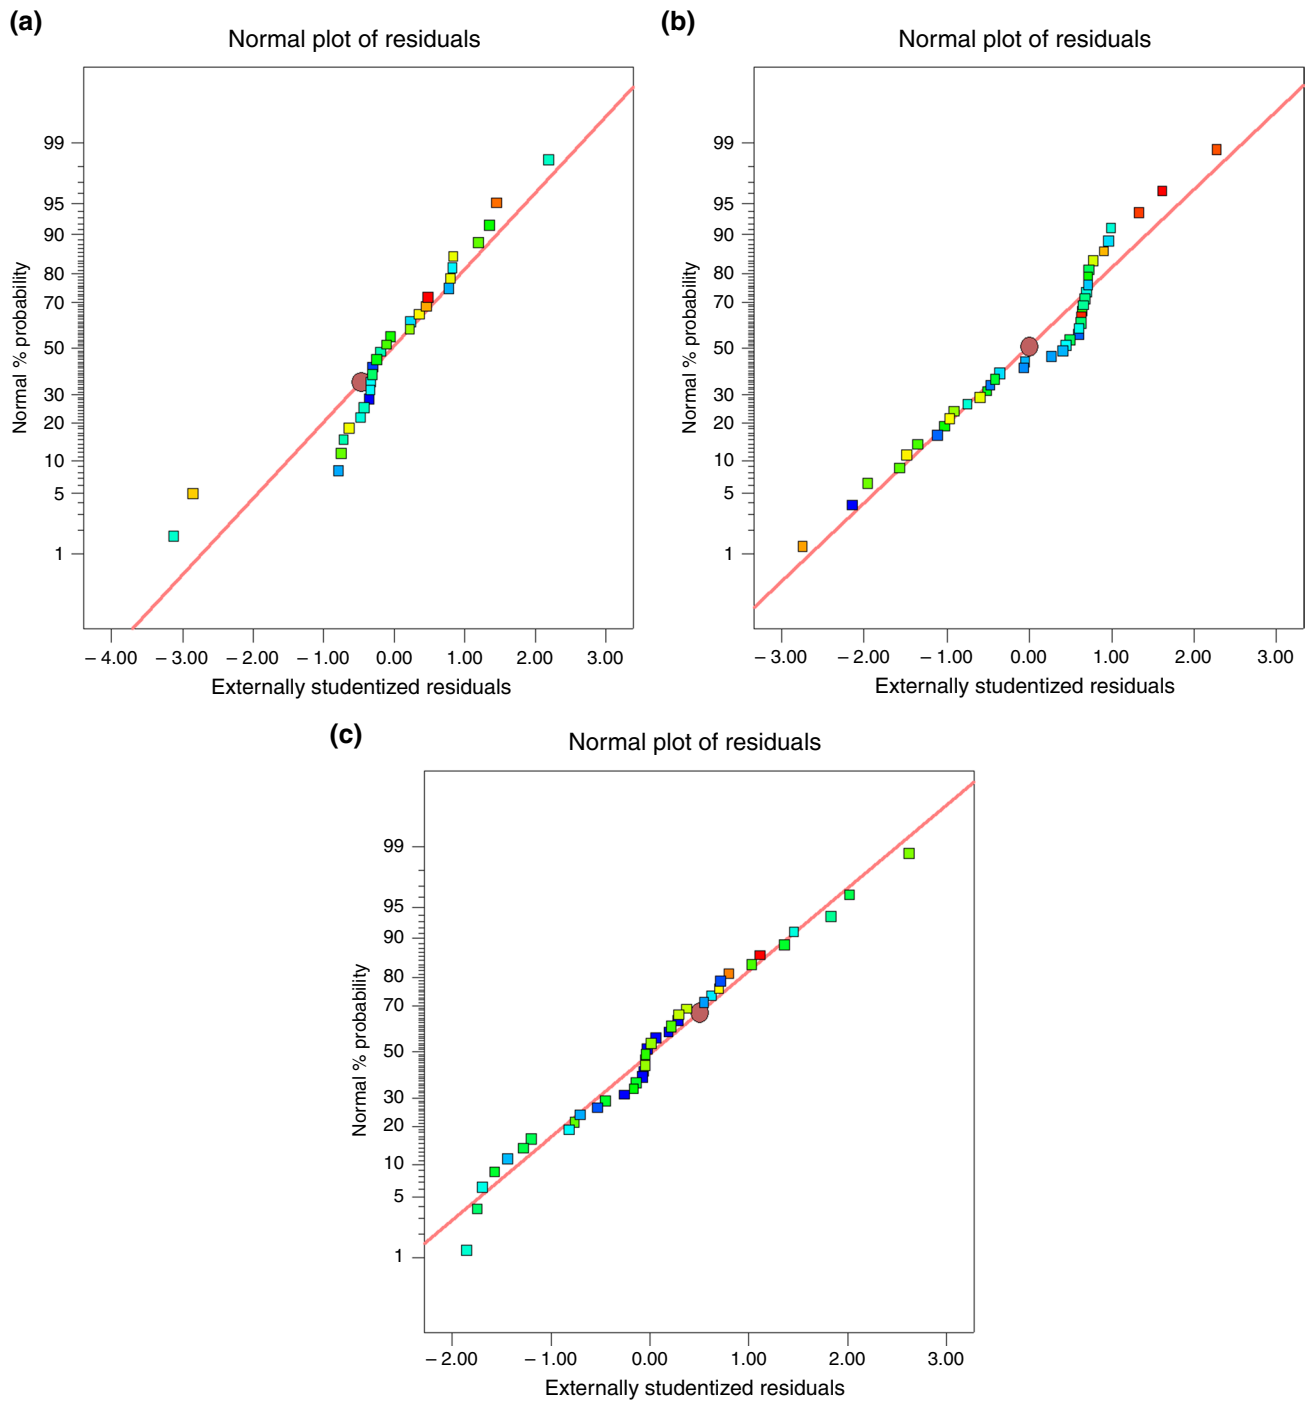 (a)
Normal plot of residuals
99
95
90
80
70
50
30
20
10
5
1
Normal % probability
– 4.00 – 3.00 – 2.00 – 1.00 0.00 1.00 2.00 3.00
Externally studentized residuals
(b)
Normal plot of residuals
99
95
90
80
70
50
30
20
10
5
1
Normal % probability
– 3.00 – 2.00 – 1.00 0.00 1.00 2.00 3.00
Externally studentized residuals
(c)
Normal plot of residuals
99
95
90
80
70
50
30
20
10
5
1
Normal % probability
– 2.00 – 1.00 0.00 1.00 2.00 3.00
Externally studentized residuals